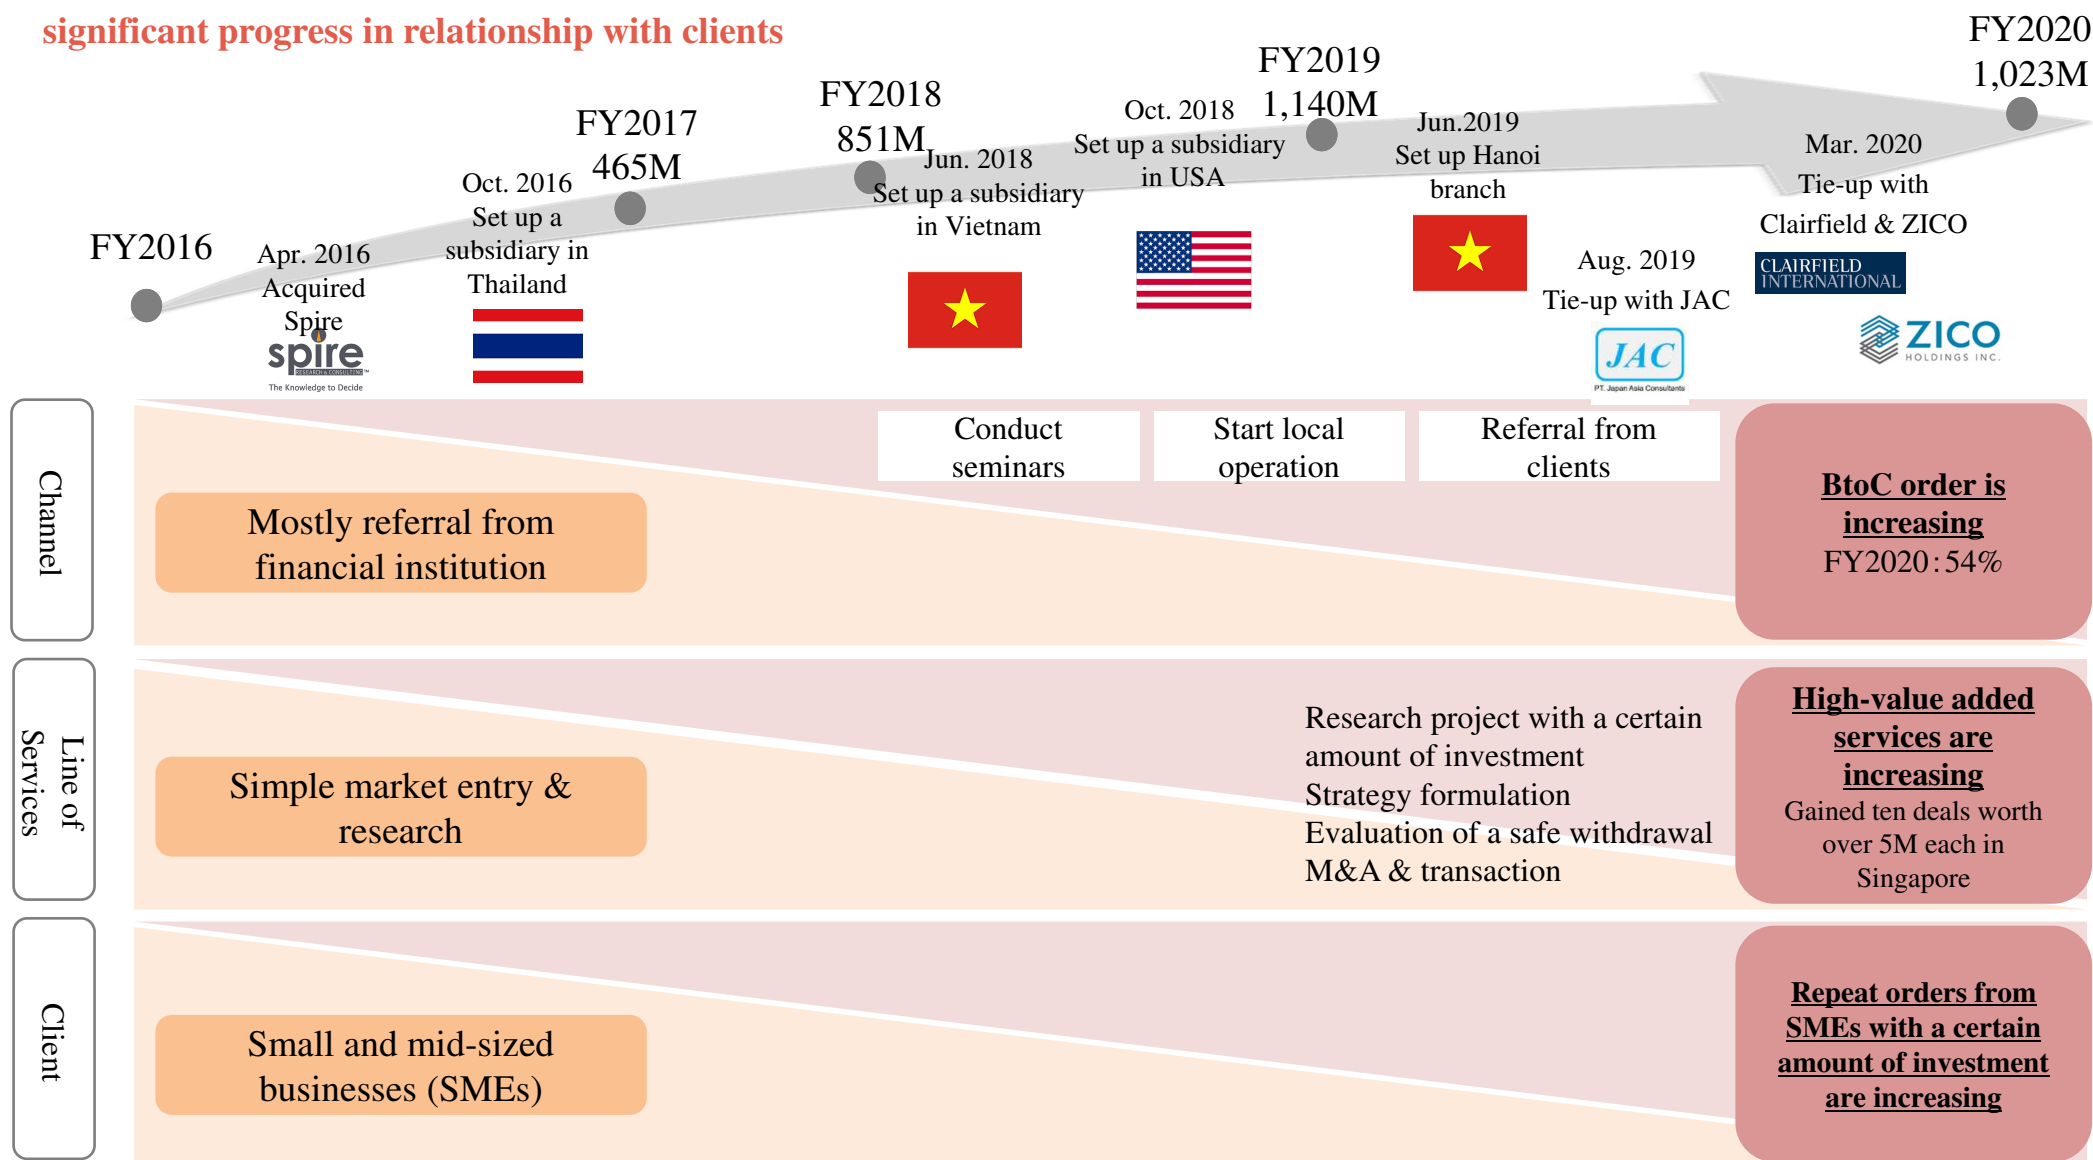 significant progress in relationship with clients
FY2016
Apr. 2016
Acquired
Spire
spire
RESEARCH & CONSULTING
The Knowledge to Decide
Oct. 2016
Set up a
subsidiary in
Thailand
FY2017
465M
FY2018
851M
Jun. 2018
Set up a subsidiary
in Vietnam
Oct. 2018
Set up a subsidiary
in USA
FY2019
1,140M
Jun.2019
Set up Hanoi
branch
Aug. 2019
Tie-up with JAC
JAC
PT. Japan Asia Consultants
Mar. 2020
Tie-up with
Clairfield & ZICO
CLAIRFIELD
INTERNATIONAL
ZICO
HOLDINGS INC.
FY2020
1,023M
Channel
Mostly referral from
financial institution
Conduct
seminars
Start local
operation
Referral from
clients
BtoC order is
increasing
FY2020:54%
Line of
Services
Simple market entry &
research
Research project with a certain
amount of investment
Strategy formulation
Evaluation of a safe withdrawal
M&A & transaction
High-value added
services are
increasing
Gained ten deals worth
over 5M each in
Singapore
Client
Small and mid-sized
businesses (SMEs)
Repeat orders from
SMEs with a certain
amount of investment
are increasing